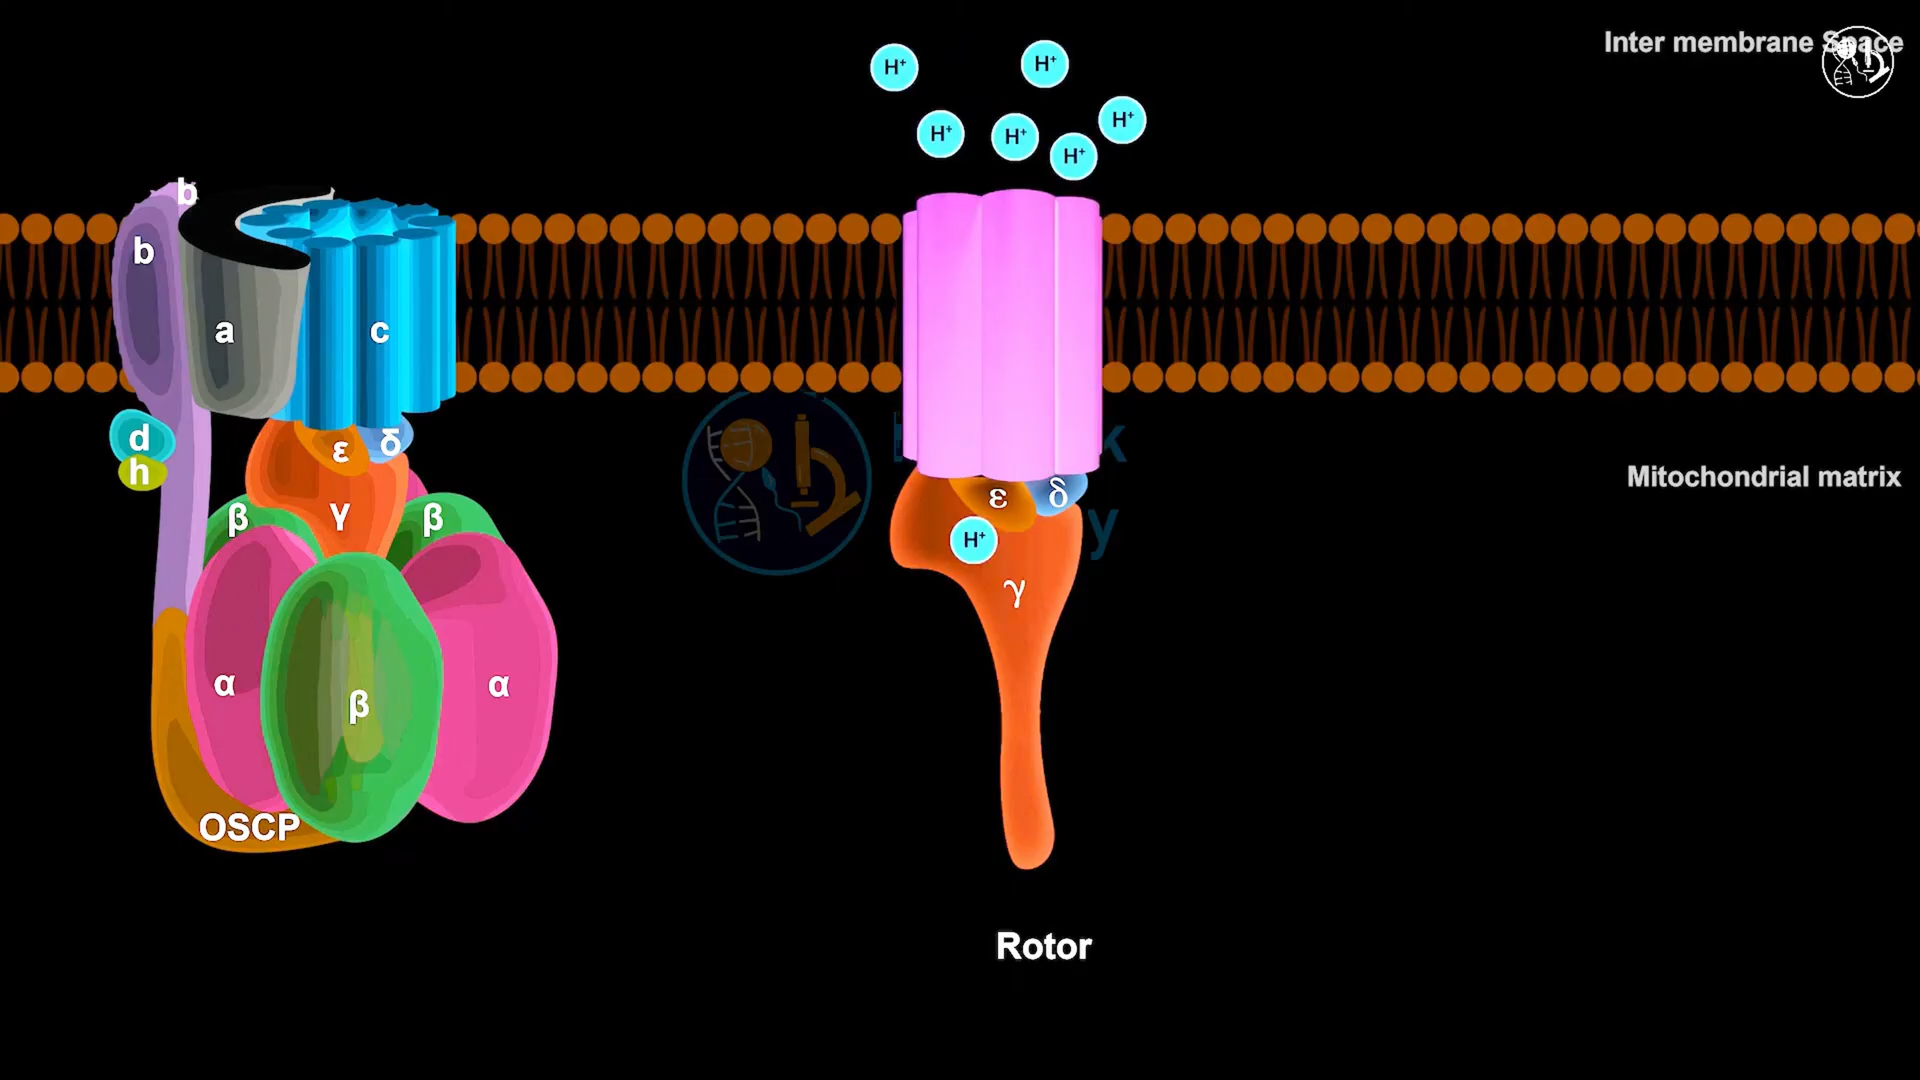 Inter membrane Space
H⁺
H⁺
H⁺
H⁺
H⁺
H⁺
b
b
a
c
d
h
ε
δ
γ
β
β
α
β
α
OSCP
ε
δ
H⁺
γ
Mitochondrial matrix
Rotor